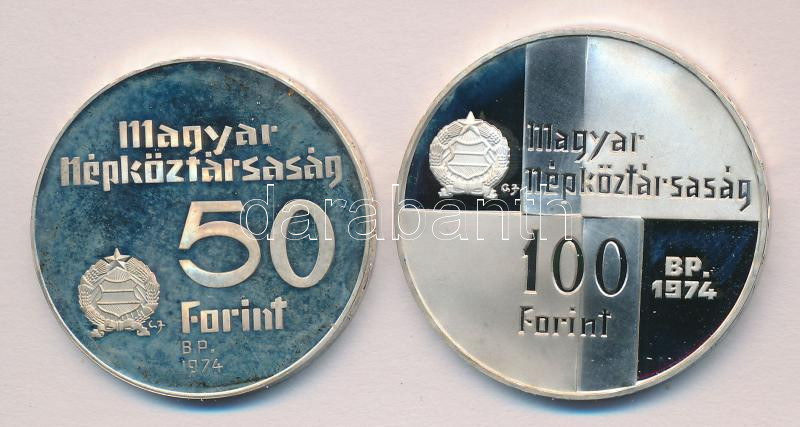 Magyar
Népköztársaság
50
Forint
BP.
1974
Magyar
Népköztársaság
100
Forint
BP.
1974
darabanth